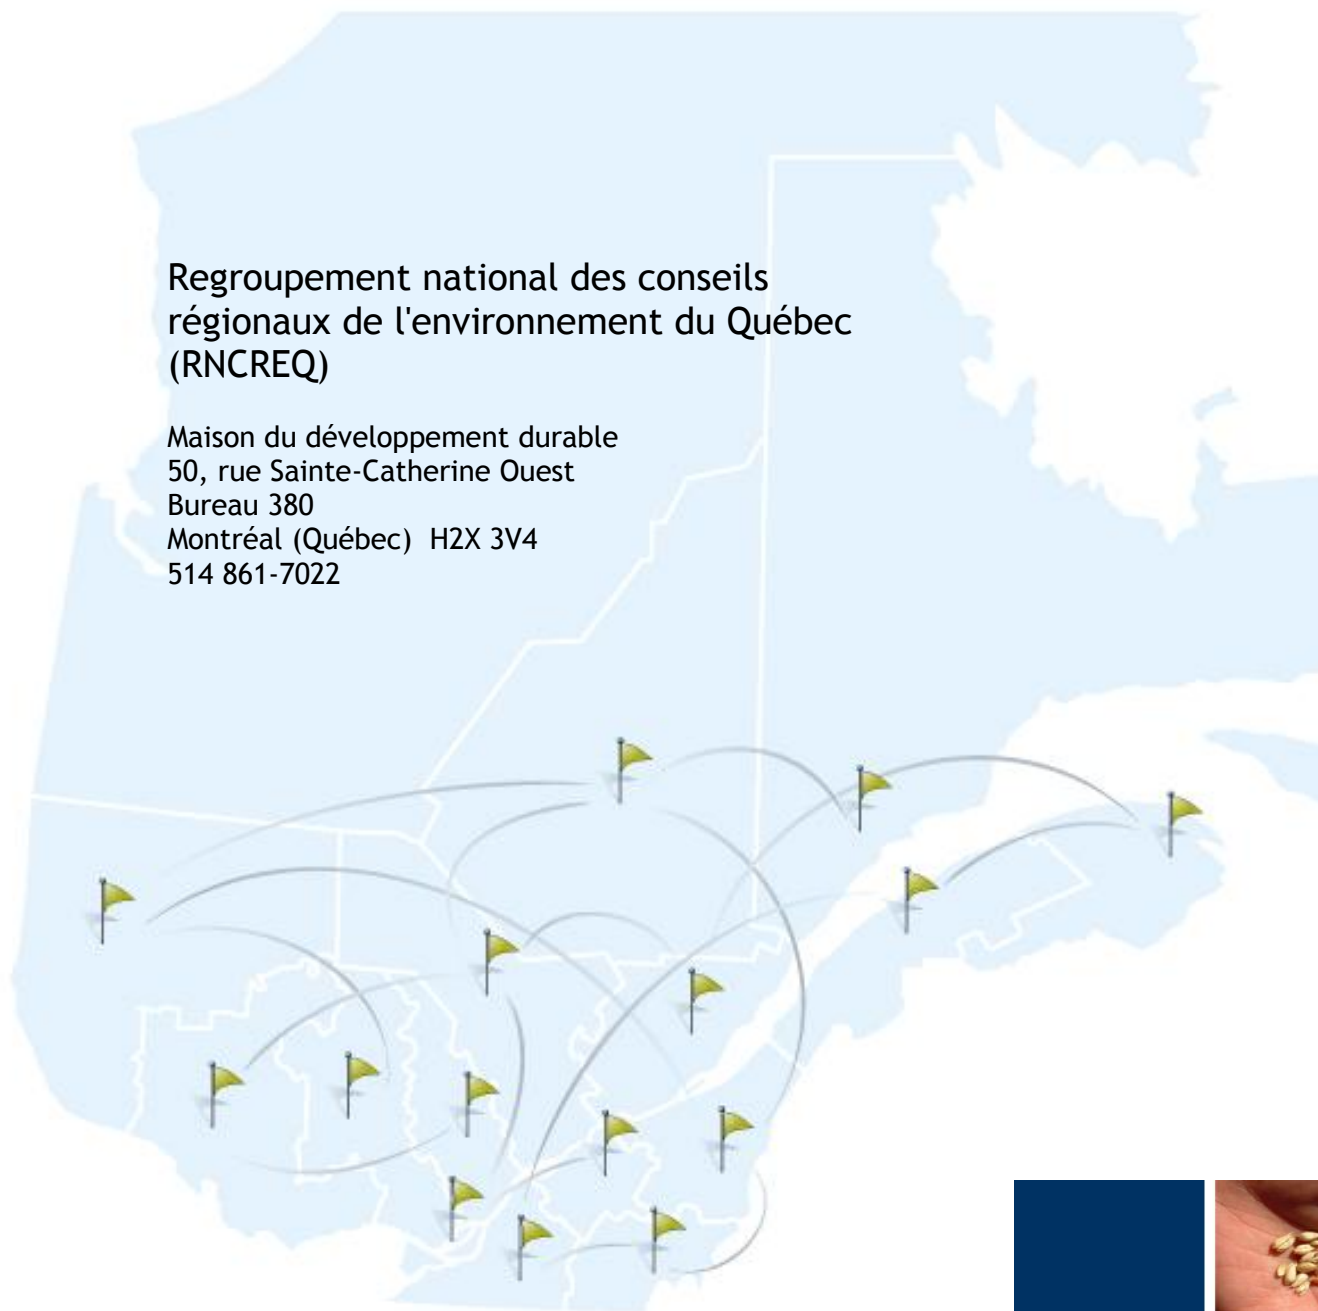 Regroupement national des conseils
régionaux de l'environnement du Québec
(RNCREQ)
Maison du développement durable
50, rue Sainte-Catherine Ouest
Bureau 380
Montréal (Québec)  H2X 3V4
514 861-7022